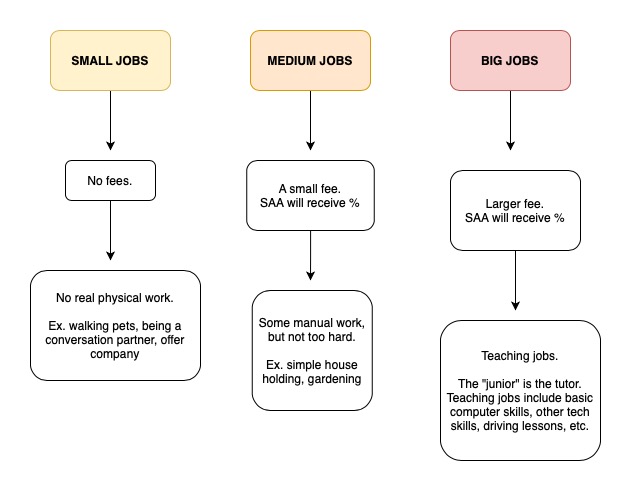 SMALL JOBS
MEDIUM JOBS
BIG JOBS
No fees.
A small fee.
SAA will receive %
Larger fee.
SAA will receive %
No real physical work.
Ex. walking pets, being a
conversation partner, offer
company
Some manual work,
but not too hard.
Ex. simple house
holding, gardening
Teaching jobs.
The "junior" is the tutor.
Teaching jobs include basic
computer skills, other tech
skills, driving lessons, etc.